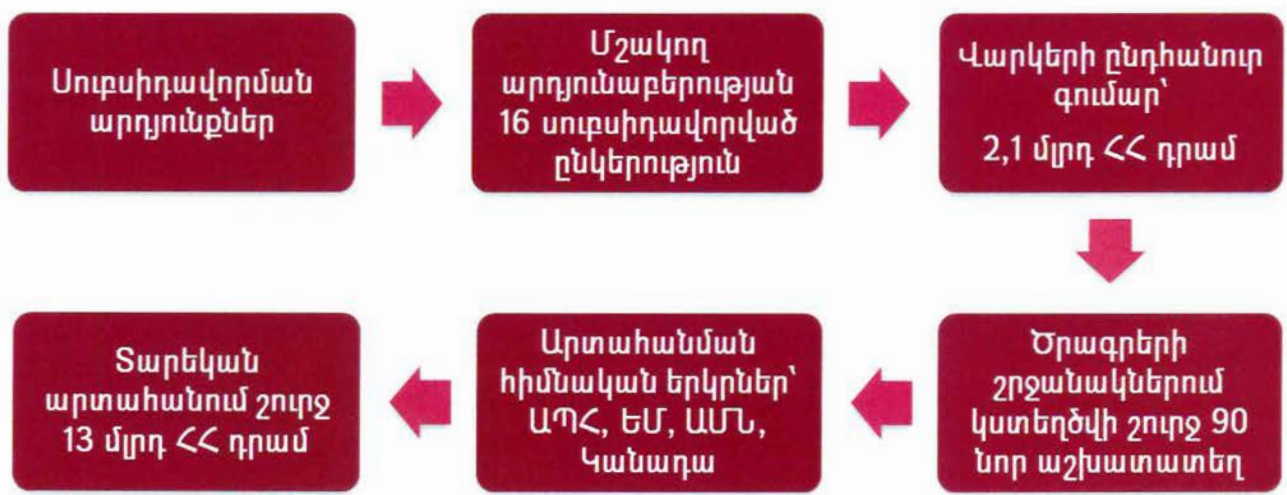 Սուբսիդավորման
արդյունքներ
Մշակող
արդյունաբերության
16 սուբսիդավորված
ընկերություն
Վարկերի ընդհանուր
գումար՝
2,1 մլրդ ՀՀ դրամ
Ծրագրերի
շրջանակներում
կստեղծվի շուրջ 90
նոր աշխատատեղ
Արտահանման
հիմնական երկրներ՝
ԱՊՀ, ԵՄ, ԱՄՆ,
Կանադա
Տարեկան
արտահանում շուրջ
13 մլրդ ՀՀ դրամ